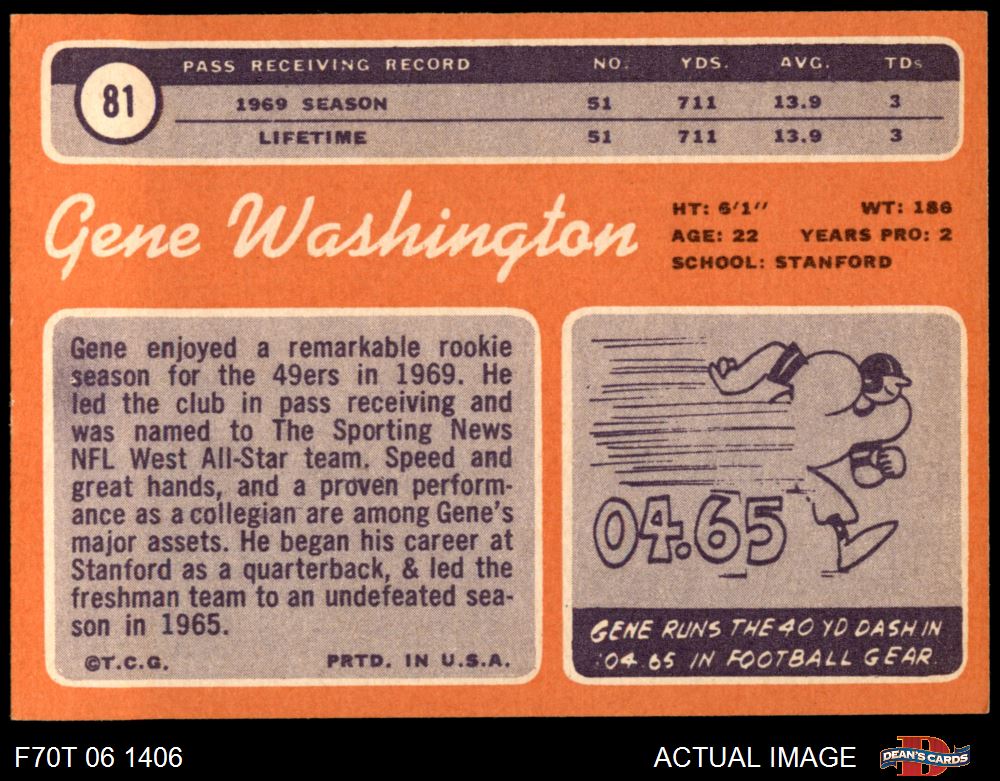 81
PASS RECEIVING RECORD NO. YDS. AVG. TDs
1969 SEASON 51 711 13.9 3
LIFETIME 51 711 13.9 3
Gene Washington
HT: 6'1" WT: 186
AGE: 22 YEARS PRO: 2
SCHOOL: STANFORD
Gene enjoyed a remarkable rookie
season for the 49ers in 1969. He
led the club in pass receiving and
was named to The Sporting News
NFL West All-Star team. Speed and
great hands, and a proven perform-
ance as a collegian are among Gene's
major assets. He began his career at
Stanford as a quarterback, & led the
freshman team to an undefeated sea-
son in 1965.
©T.C.G. PRTD. IN U.S.A.
04.65
GENE RUNS THE 40 YD DASH IN
:04 65 IN FOOTBALL GEAR.
F70T 06 1406 ACTUAL IMAGE D DEAN'S CARDS